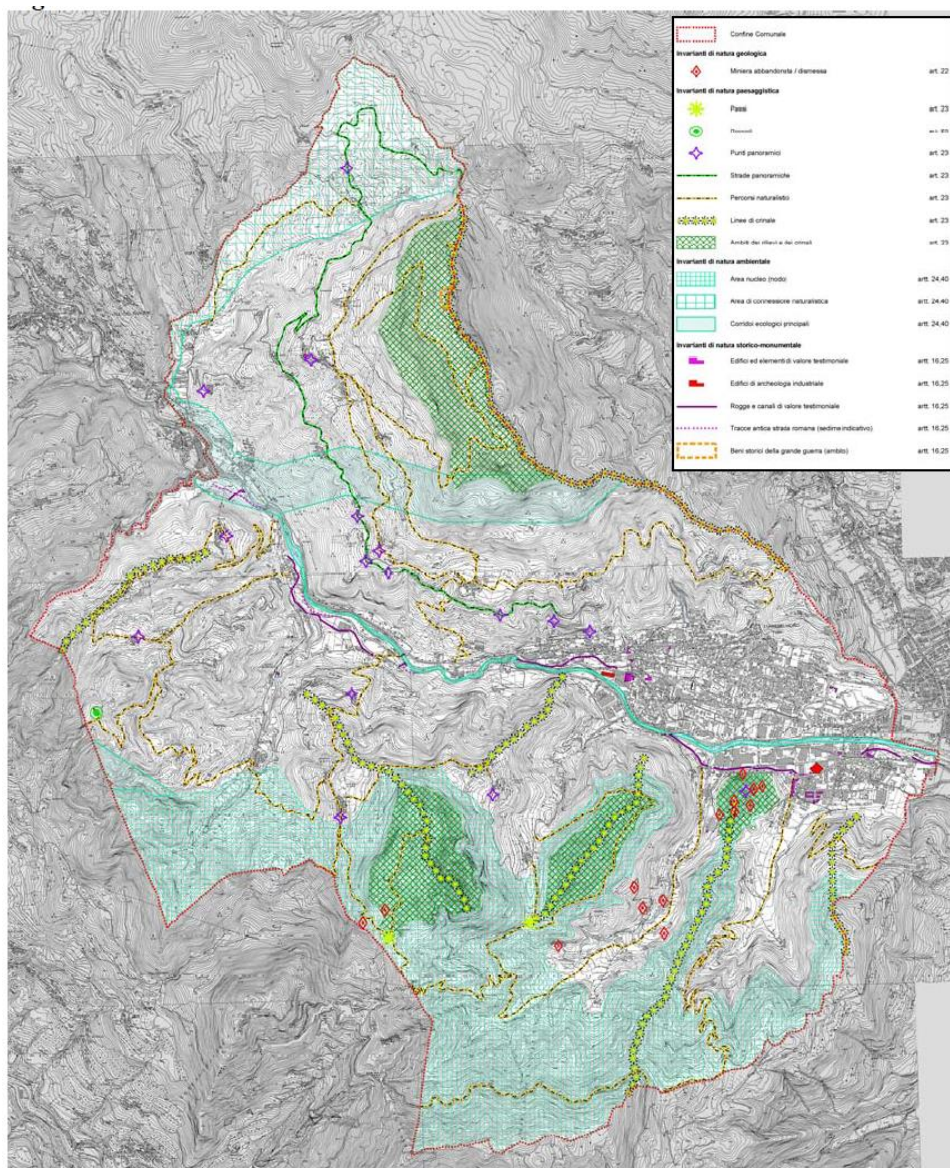 Confine Comunale
Invarianti di natura geologica
Miniera abbandonata / dismessa art. 22
Invarianti di natura paesaggistica
Passi art. 23
Punti panoramici art. 23
Strade panoramiche art. 23
Percorsi naturalistici art. 23
Linee di crinale art. 23
Ambiti dei rilievi e dei crinali art. 23
Invarianti di natura ambientale
Area nucleo (nodo) artt. 24,40
Area di connessione naturalistica artt. 24,40
Corridoi ecologici principali artt. 24,40
Invarianti di natura storico-monumentale
Edifici ed elementi di valore testimoniale artt. 16,25
Edifici di archeologia industriale artt. 16,25
Rogge e canali di valore testimoniale artt. 16,25
Tracce antica strada romana (sedime indicativo) artt. 16,25
Beni storici della grande guerra (ambito) artt. 16,25